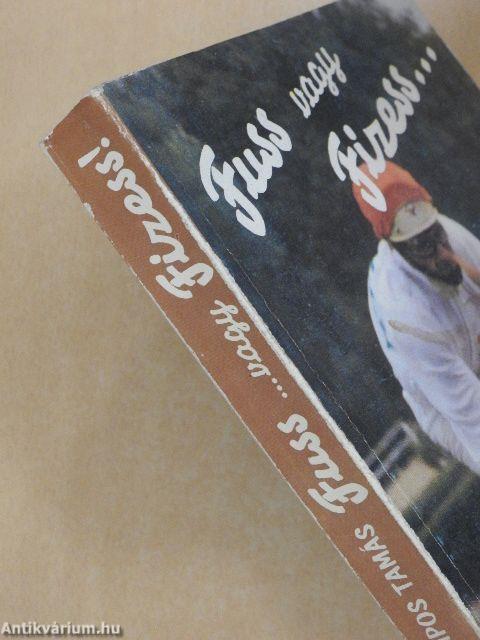 Fuss vagy
Fizess...
POS TAMÁS Fuss ...vagy Fizess!
Antikvárium.hu